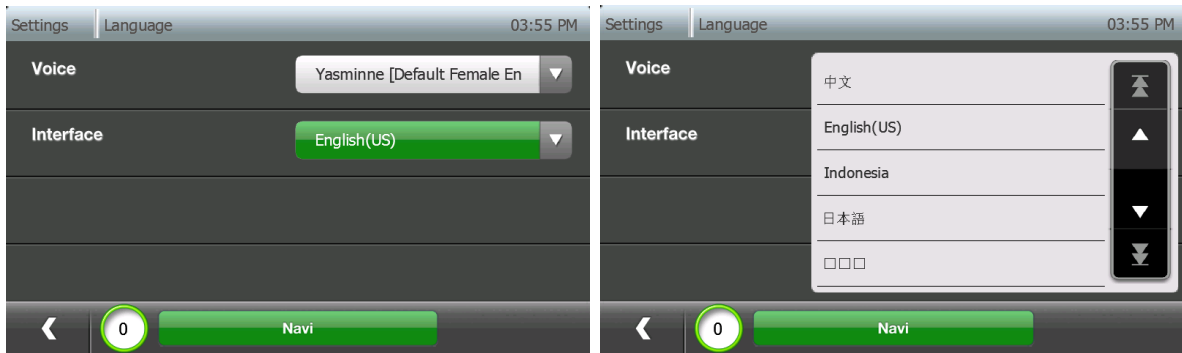 Settings Language 03:55 PM
Voice
Yasminne [Default Female En
Interface
English(US)
0
Navi
Settings Language 03:55 PM
Voice
Interface
中文
English(US)
Indonesia
日本語
□□□
0
Navi